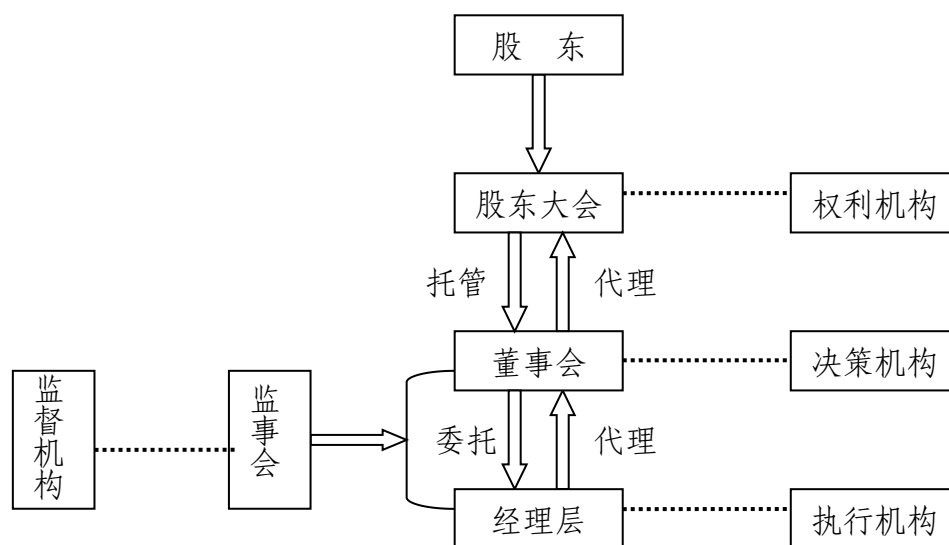 股 东
股东大会
权利机构
托管
代理
董事会
决策机构
监督机构
监事会
委托
代理
经理层
执行机构